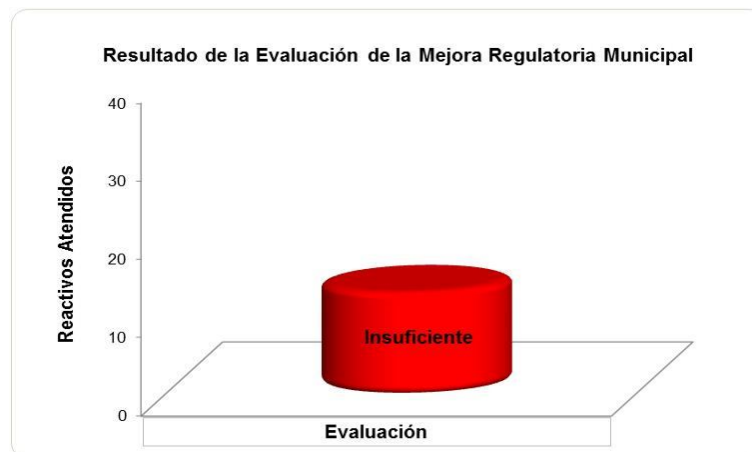 Resultado de la Evaluación de la Mejora Regulatoria Municipal
Reactivos Atendidos
40
30
20
10
0
Insuficiente
Evaluación